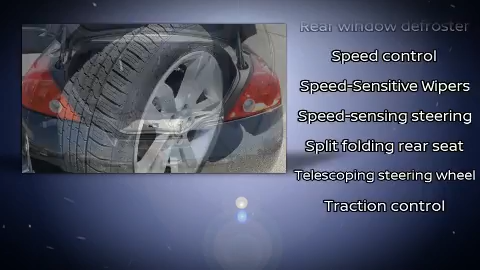 Rear window defroster
Speed control
Speed-Sensitive Wipers
Speed-sensing steering
Split folding rear seat
Telescoping steering wheel
Traction control